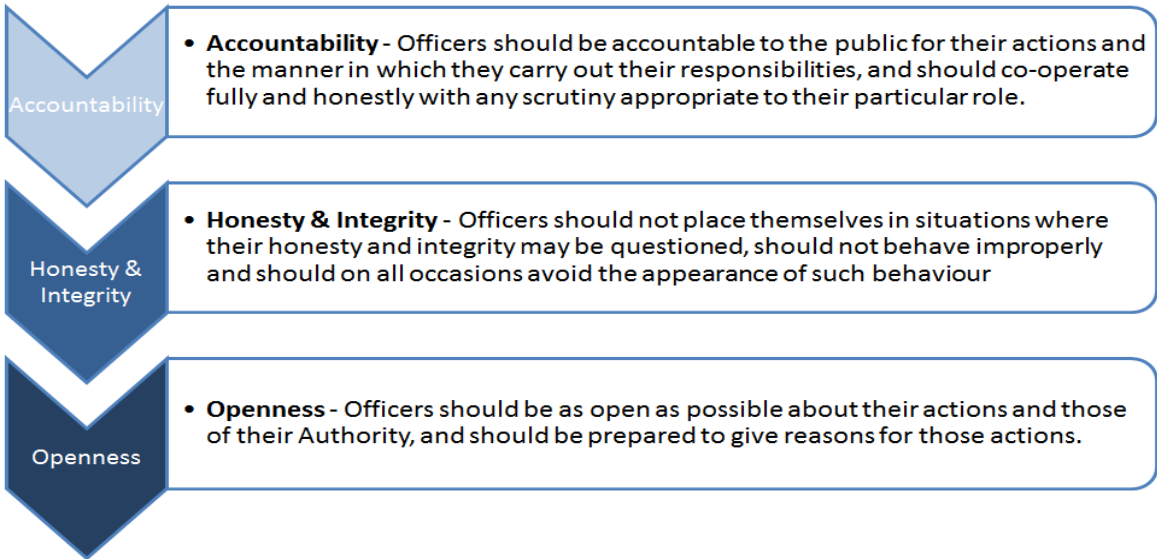 Accountability
• Accountability - Officers should be accountable to the public for their actions and
the manner in which they carry out their responsibilities, and should co-operate
fully and honestly with any scrutiny appropriate to their particular role.
Honesty &
Integrity
• Honesty & Integrity - Officers should not place themselves in situations where
their honesty and integrity may be questioned, should not behave improperly
and should on all occasions avoid the appearance of such behaviour
Openness
• Openness - Officers should be as open as possible about their actions and those
of their Authority, and should be prepared to give reasons for those actions.